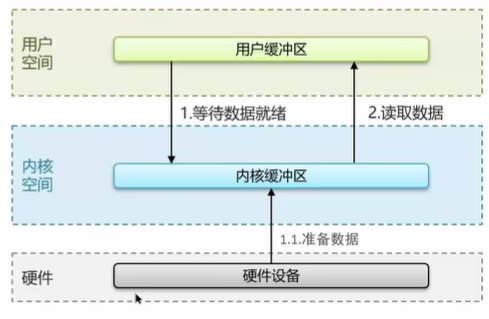 用户
空间
用户缓冲区
1.等待数据就绪
2.读取数据
内核
空间
内核缓冲区
1.1.准备数据
硬件
硬件设备